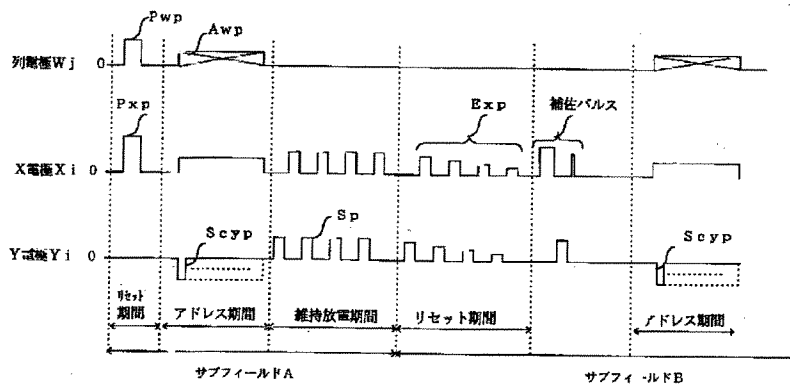 Pwp
Awp
列電極Wj 0
Pxp
Exp
補佐パルス
X電極Xi 0
Scyp
Sp
Scyp
Y電極Yi 0
リセット
期間
アドレス期間
維持放電期間
リセット期間
アドレス期間
サブフィールドA
サブフィールドB